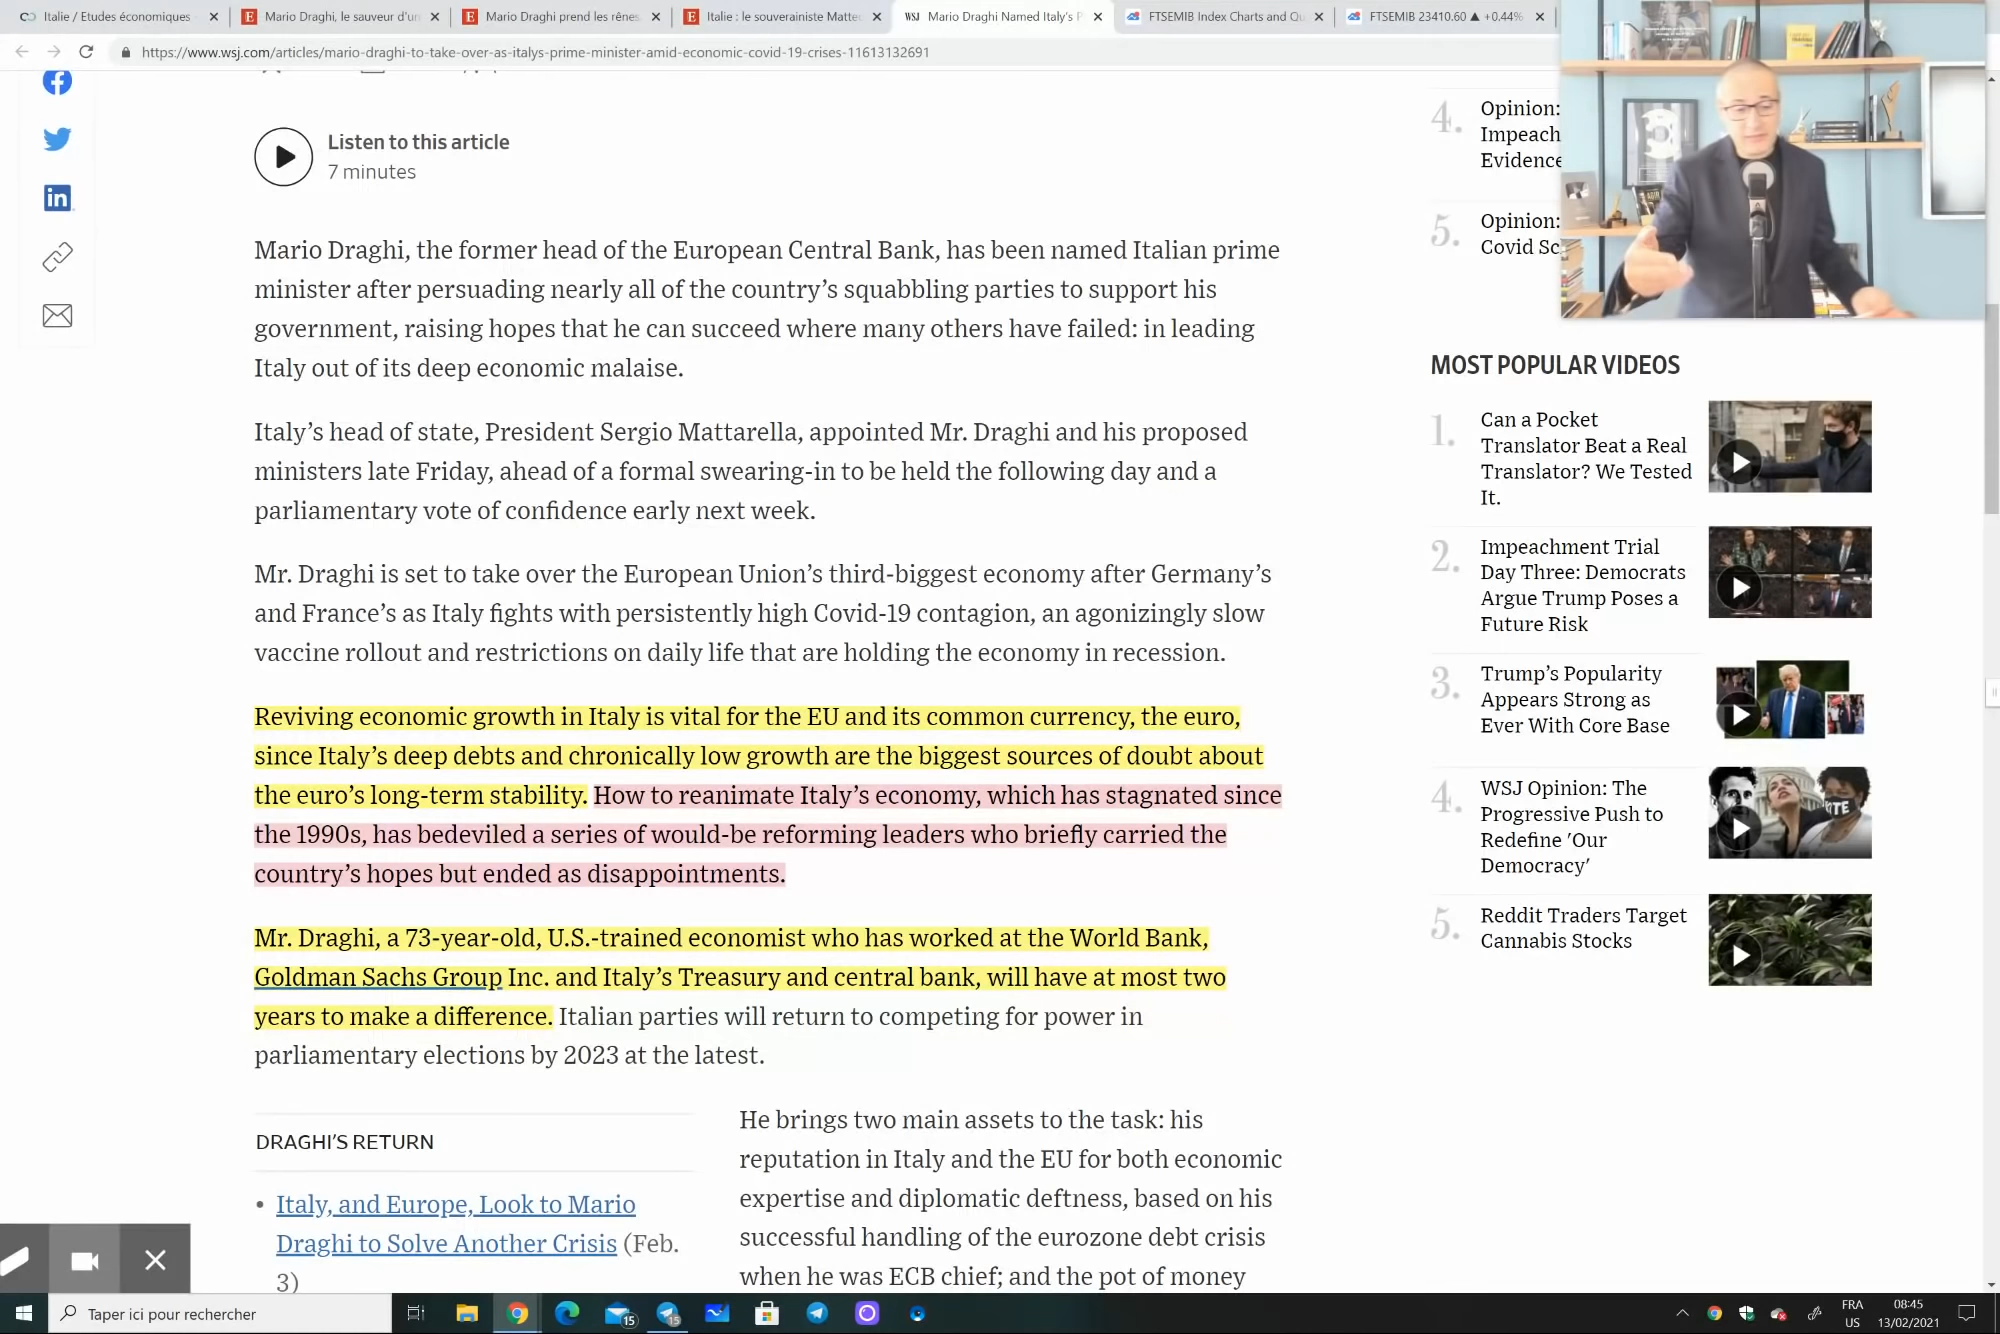 Italie / Etudes économiques
Mario Draghi, le sauveur d'un
Mario Draghi prend les rênes
Italie : le souverainiste Matteo
WSJ Mario Draghi Named Italy's P
FTSEMIB Index Charts and Qu
FTSEMIB 23410.60 ▲ +0.44%
https://www.wsj.com/articles/mario-draghi-to-take-over-as-italys-prime-minister-amid-economic-covid-19-crises-11613132691
Listen to this article
7 minutes
Mario Draghi, the former head of the European Central Bank, has been named Italian prime
minister after persuading nearly all of the country's squabbling parties to support his
government, raising hopes that he can succeed where many others have failed: in leading
Italy out of its deep economic malaise.
Italy's head of state, President Sergio Mattarella, appointed Mr. Draghi and his proposed
ministers late Friday, ahead of a formal swearing-in to be held the following day and a
parliamentary vote of confidence early next week.
Mr. Draghi is set to take over the European Union's third-biggest economy after Germany's
and France's as Italy fights with persistently high Covid-19 contagion, an agonizingly slow
vaccine rollout and restrictions on daily life that are holding the economy in recession.
Reviving economic growth in Italy is vital for the EU and its common currency, the euro,
since Italy's deep debts and chronically low growth are the biggest sources of doubt about
the euro's long-term stability. How to reanimate Italy's economy, which has stagnated since
the 1990s, has bedeviled a series of would-be reforming leaders who briefly carried the
country's hopes but ended as disappointments.
Mr. Draghi, a 73-year-old, U.S.-trained economist who has worked at the World Bank,
Goldman Sachs Group Inc. and Italy's Treasury and central bank, will have at most two
years to make a difference. Italian parties will return to competing for power in
parliamentary elections by 2023 at the latest.
DRAGHI'S RETURN
• Italy, and Europe, Look to Mario
Draghi to Solve Another Crisis (Feb.
3)
He brings two main assets to the task: his
reputation in Italy and the EU for both economic
expertise and diplomatic deftness, based on his
successful handling of the eurozone debt crisis
when he was ECB chief; and the pot of money
4. Opinion:
Impeach
Evidence
5. Opinion:
Covid Sc
MOST POPULAR VIDEOS
1. Can a Pocket
Translator Beat a Real
Translator? We Tested
It.
2. Impeachment Trial
Day Three: Democrats
Argue Trump Poses a
Future Risk
3. Trump's Popularity
Appears Strong as
Ever With Core Base
4. WSJ Opinion: The
Progressive Push to
Redefine 'Our
Democracy'
5. Reddit Traders Target
Cannabis Stocks
Taper ici pour rechercher
15
15
FRA
US
08:45
13/02/2021